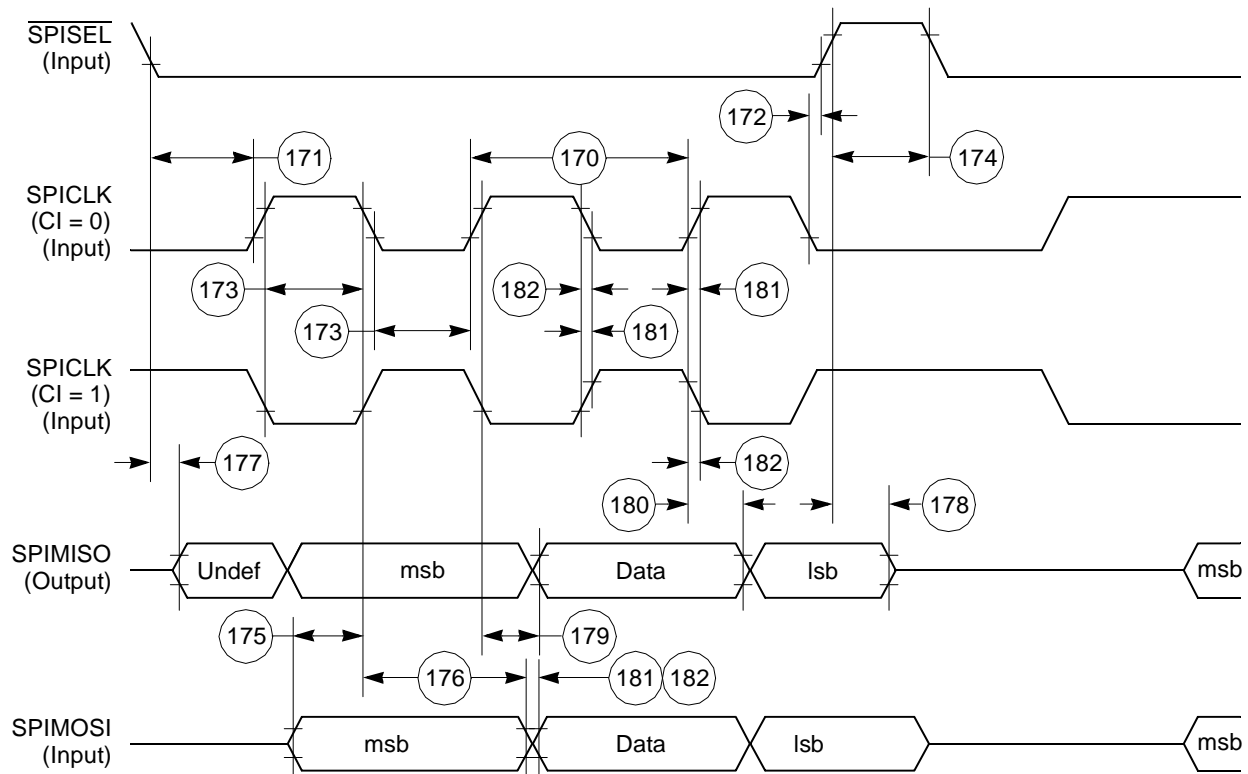 SPISEL
(Input)
172
171
170
174
SPICLK
(CI = 0)
(Input)
173
182
181
173
181
SPICLK
(CI = 1)
(Input)
177
182
180
178
SPIMISO
(Output)
Undef
msb
Data
lsb
msb
175
179
176
181
182
SPIMOSI
(Input)
msb
Data
lsb
msb